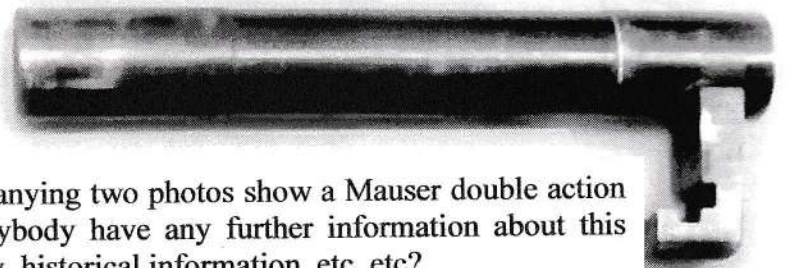 anying two photos show a Mauser double action
ybody have any further information about this
historical information, etc. etc?